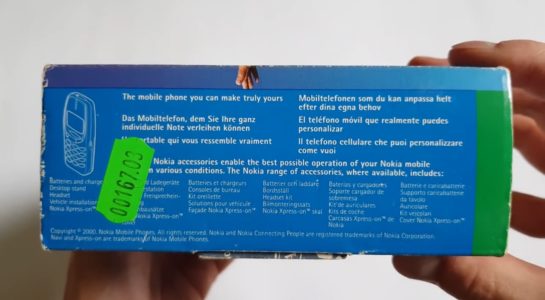 The mobile phone you can make truly yours
Mobiltelefonen som du kan anpassa helt
efter dina egna behov
Das Mobiltelefon, dem Sie Ihre ganz
individuelle Note verleihen können
El teléfono móvil que realmente puedes
personalizar
portable qui vous ressemble vraiment
Il telefono cellulare che puoi personalizzare
come vuoi
Nokia accessories enable the best possible operation of your Nokia mobile
various conditions. The Nokia range of accessories, where available, includes:
Batteries and
Desktop stand
Headset
Vehicle
Nokia Xpress-on™
Ladegeräte
Batteries et chargeurs
Consoles de bureau
Kit oreillette
Solutions pour véhicule
Façade Nokia Xpress-on™
Batterier och laddare
Bordsställ
Headset kit
Bilmonteringssats
Nokia Xpress-on™ skal
Baterías y cargadores
Soporte cargador de
sobremesa
Kit de auriculares
Kits de coche
Carcasas Xpress-on™ de
Nokia
Batterie e caricabatterie
Supporto caricabatterie
da tavolo
Auricolare
Kit veicolari
Cover Nokia Xpress-on™
Copyright © 2000. Nokia Mobile Phones. All rights reserved. Nokia and Nokia Connecting People are registered trademarks of Nokia Corporation.
Navi and Xpress-on are trademarks of Nokia Mobile Phones.
00167.03